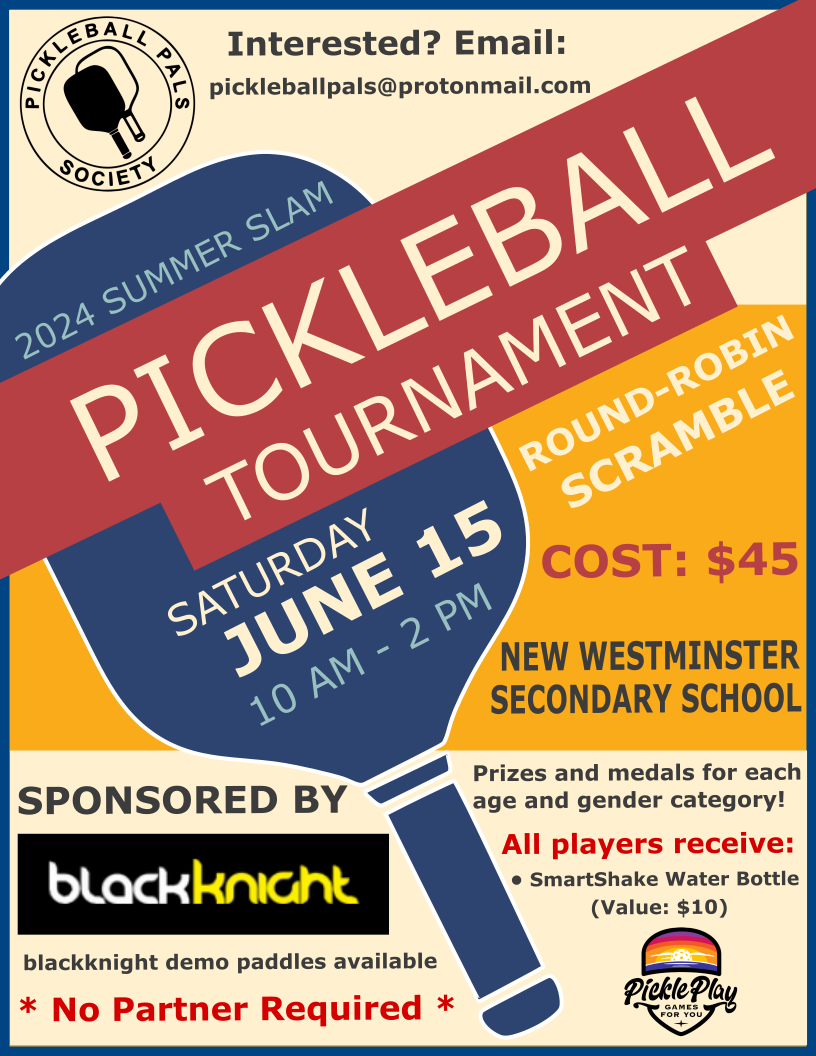 PICKLEBALL PALS
SOCIETY
Interested? Email:
pickleballpals@protonmail.com
2024 SUMMER SLAM
PICKLEBALL
TOURNAMENT
ROUND-ROBIN
SCRAMBLE
SATURDAY
JUNE 15
10 AM - 2 PM
COST: $45
NEW WESTMINSTER
SECONDARY SCHOOL
SPONSORED BY
blackknight
blackknight demo paddles available
* No Partner Required *
Prizes and medals for each
age and gender category!
All players receive:
• SmartShake Water Bottle
(Value: $10)
PicklePlay
GAMES
FOR YOU